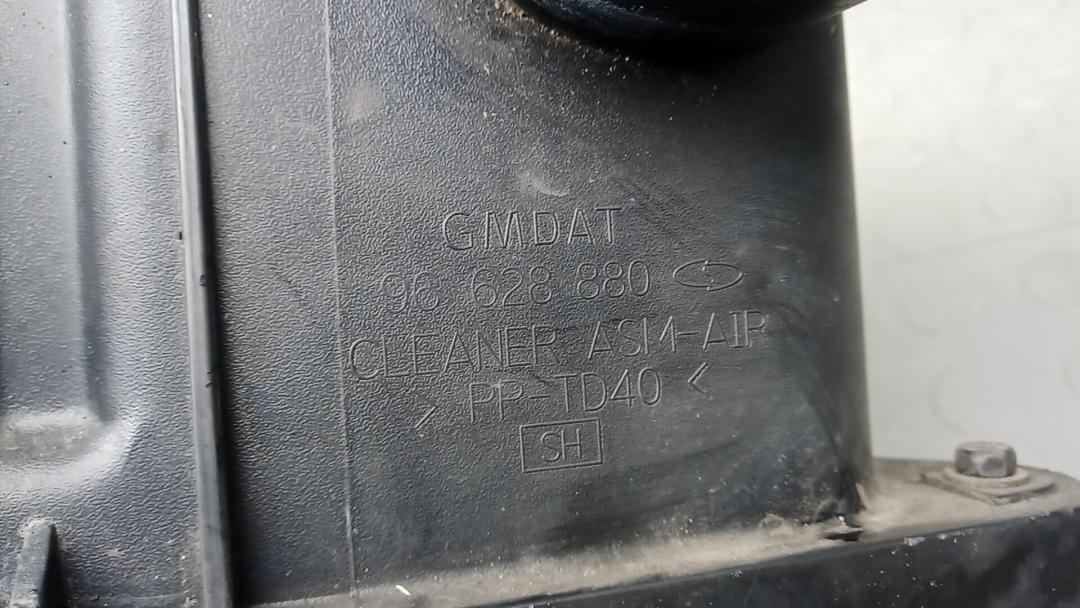 GMDAT
96 628 880
CLEANER ASM-AIR
> PP-TD40 <
SH